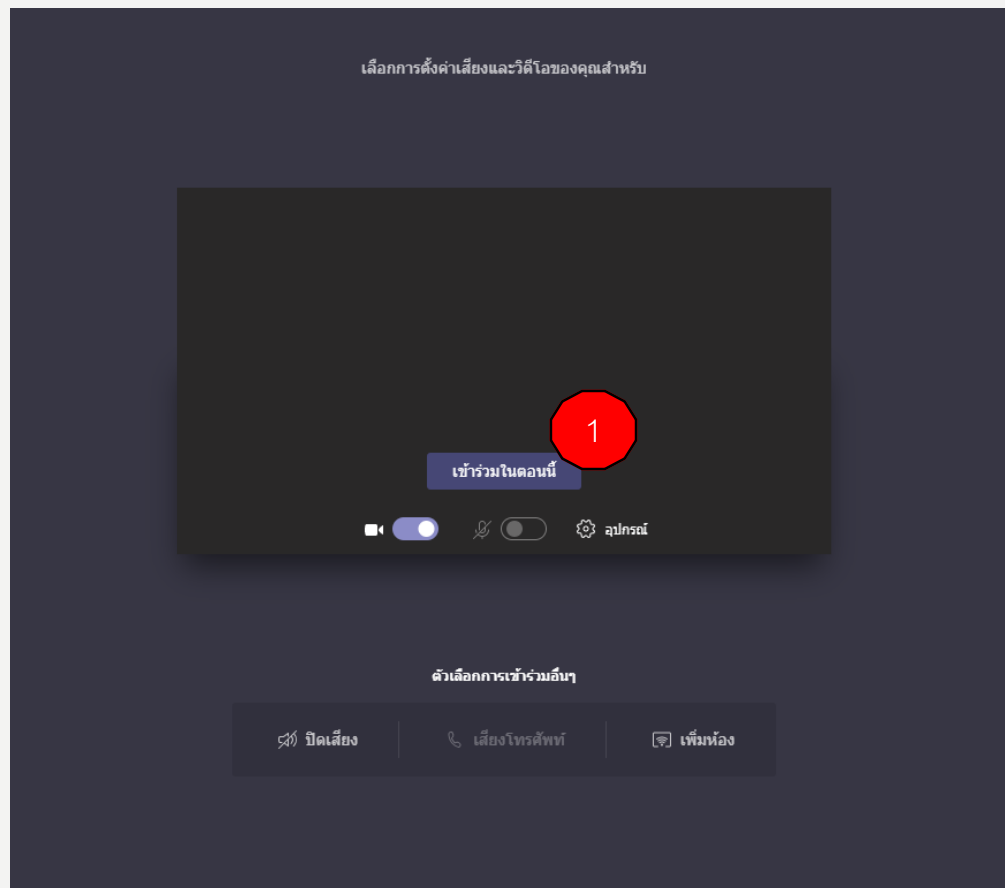 เลือกการตั้งค่าเสียงและวิดีโอของคุณสำหรับ
1
เข้าร่วมในตอนนี้
อุปกรณ์
ตัวเลือกการเข้าร่วมอื่นๆ
ปิดเสียง เสียงโทรศัพท์ เพิ่มห้อง